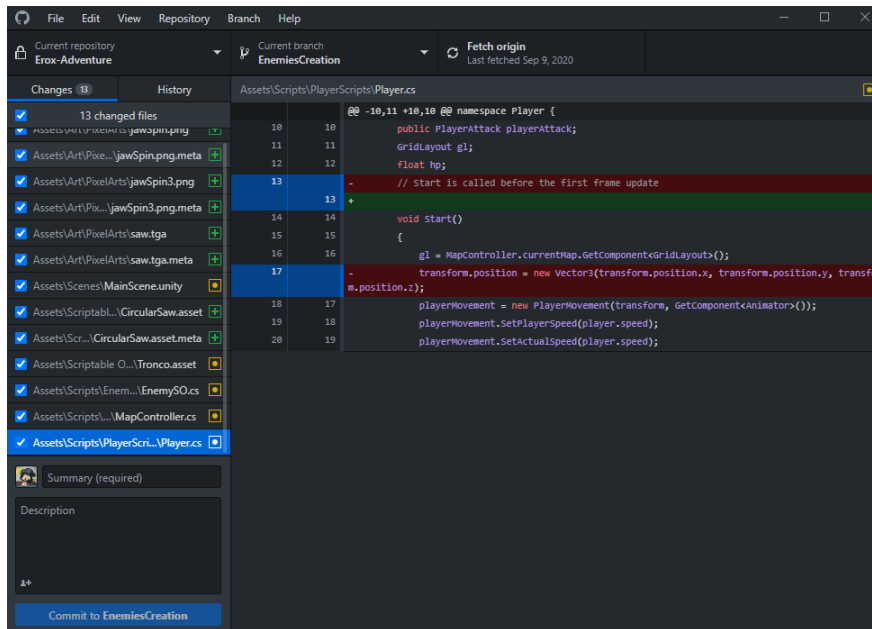 File Edit View Repository Branch Help
Current repository
Erox-Adventure
Current branch
EnemiesCreation
Fetch origin
Last fetched Sep 9, 2020
Changes 13 History
Assets\Scripts\PlayerScripts\Player.cs
13 changed files
Assets\Art\PixelArts\jawSpin.png
Assets\Art\Pixe...\jawSpin.png.meta
Assets\Art\PixelArts\jawSpin3.png
Assets\Art\Pix...\jawSpin3.png.meta
Assets\Art\PixelArts\saw.tga
Assets\Art\PixelArts\saw.tga.meta
Assets\Scenes\MainScene.unity
Assets\Scriptabl...\CircularSaw.asset
Assets\Scr...\CircularSaw.asset.meta
Assets\Scriptable O...\Tronco.asset
Assets\Scripts\Enem...\EnemySO.cs
Assets\Scripts\...\MapController.cs
Assets\Scripts\PlayerScri...\Player.cs
Summary (required)
Description
Commit to EnemiesCreation
@@ -10,11 +10,10 @@ namespace Player {
10 10 public PlayerAttack playerAttack;
11 11 GridLayout gl;
12 12 float hp;
13 - // Start is called before the first frame update
13 +
14 14 void Start()
15 15 {
16 16 gl = MapController.currentMap.GetComponent<GridLayout>();
17 - transform.position = new Vector3(transform.position.x, transform.position.y, transf
m.position.z);
18 17 playerMovement = new PlayerMovement(transform, GetComponent<Animator>());
19 18 playerMovement.SetPlayerSpeed(player.speed);
20 19 playerMovement.SetActualSpeed(player.speed);